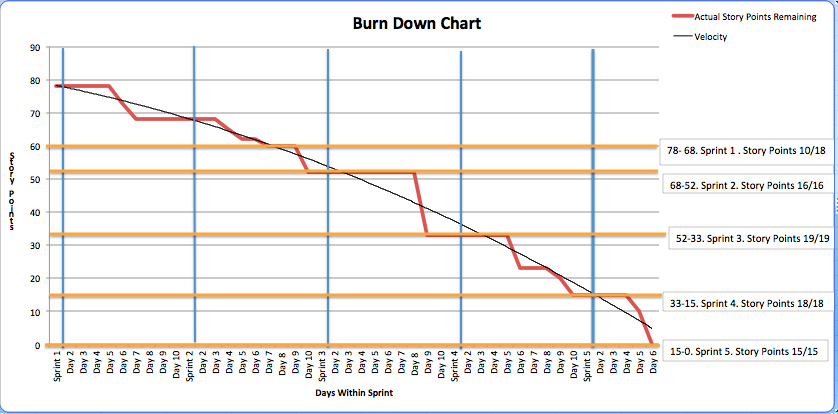 Burn Down Chart
Actual Story Points Remaining
Velocity
Story Points
90
80
70
60
50
40
30
20
10
0
78- 68. Sprint 1 . Story Points 10/18
68-52. Sprint 2. Story Points 16/16
52-33. Sprint 3. Story Points 19/19
33-15. Sprint 4. Story Points 18/18
15-0. Sprint 5. Story Points 15/15
Sprint 1
Day 2
Day 3
Day 4
Day 5
Day 6
Day 7
Day 8
Day 9
Day 10
Sprint 2
Day 2
Day 3
Day 4
Day 5
Day 6
Day 7
Day 8
Day 9
Day 10
Sprint 3
Day 2
Day 3
Day 4
Day 5
Day 6
Day 7
Day 8
Day 9
Day 10
Sprint 4
Day 2
Day 3
Day 4
Day 5
Day 6
Day 7
Day 8
Day 9
Day 10
Sprint 5
Day 2
Day 3
Day 4
Day 5
Day 6
Days Within Sprint